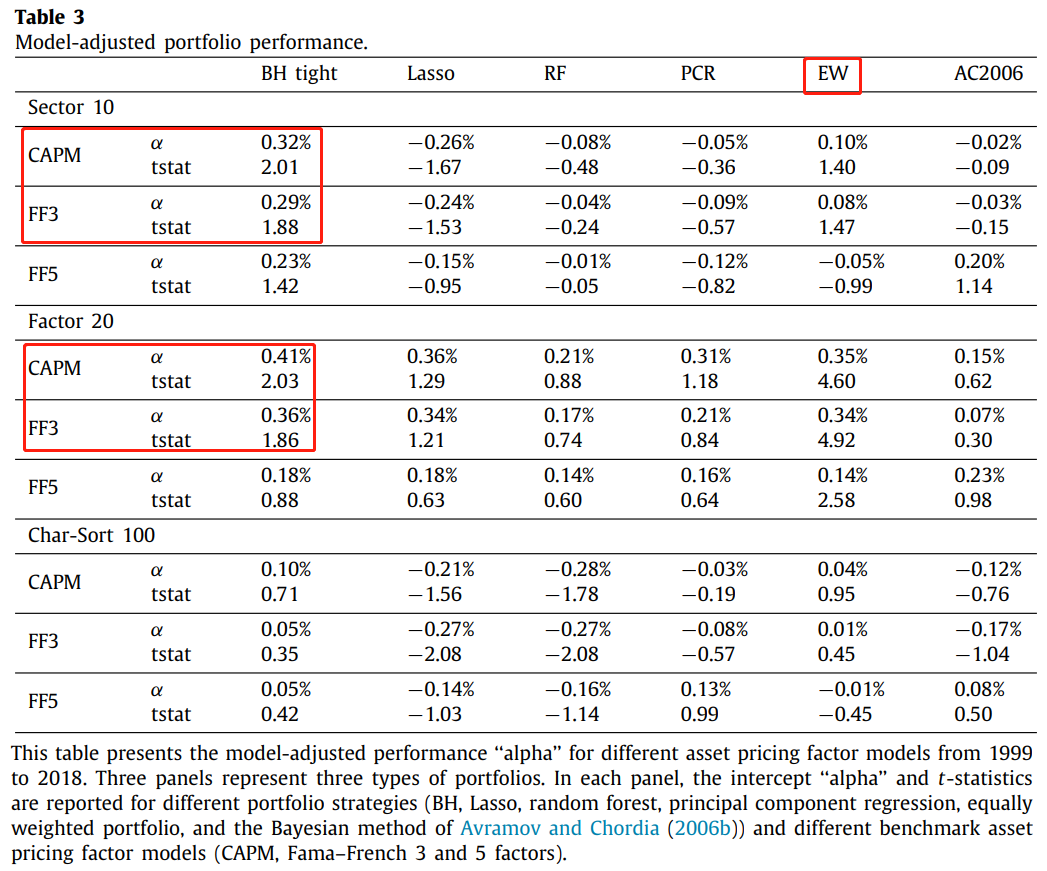 Table 3
Model-adjusted portfolio performance.
BH tight Lasso RF PCR EW AC2006
Sector 10
CAPM α 0.32% −0.26% −0.08% −0.05% 0.10% −0.02%
tstat 2.01 −1.67 −0.48 −0.36 1.40 −0.09
FF3 α 0.29% −0.24% −0.04% −0.09% 0.08% −0.03%
tstat 1.88 −1.53 −0.24 −0.57 1.47 −0.15
FF5 α 0.23% −0.15% −0.01% −0.12% −0.05% 0.20%
tstat 1.42 −0.95 −0.05 −0.82 −0.99 1.14
Factor 20
CAPM α 0.41% 0.36% 0.21% 0.31% 0.35% 0.15%
tstat 2.03 1.29 0.88 1.18 4.60 0.62
FF3 α 0.36% 0.34% 0.17% 0.21% 0.34% 0.07%
tstat 1.86 1.21 0.74 0.84 4.92 0.30
FF5 α 0.18% 0.18% 0.14% 0.16% 0.14% 0.23%
tstat 0.88 0.63 0.60 0.64 2.58 0.98
Char-Sort 100
CAPM α 0.10% −0.21% −0.28% −0.03% 0.04% −0.12%
tstat 0.71 −1.56 −1.78 −0.19 0.95 −0.76
FF3 α 0.05% −0.27% −0.27% −0.08% 0.01% −0.17%
tstat 0.35 −2.08 −2.08 −0.57 0.45 −1.04
FF5 α 0.05% −0.14% −0.16% 0.13% −0.01% 0.08%
tstat 0.42 −1.03 −1.14 0.99 −0.45 0.50
This table presents the model-adjusted performance “alpha” for different asset pricing factor models from 1999
to 2018. Three panels represent three types of portfolios. In each panel, the intercept “alpha” and t-statistics
are reported for different portfolio strategies (BH, Lasso, random forest, principal component regression, equally
weighted portfolio, and the Bayesian method of Avramov and Chordia (2006b)) and different benchmark asset
pricing factor models (CAPM, Fama–French 3 and 5 factors).